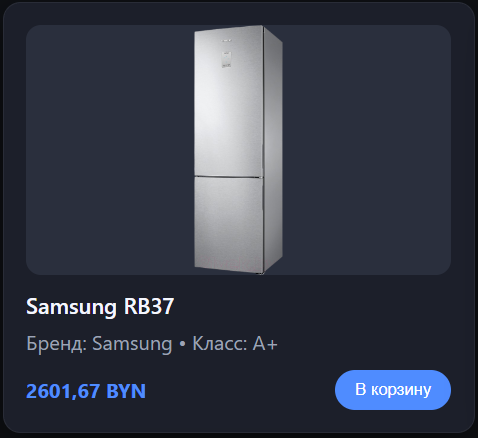 Samsung RB37
Бренд: Samsung • Класс: A+
2601,67 BYN
В корзину